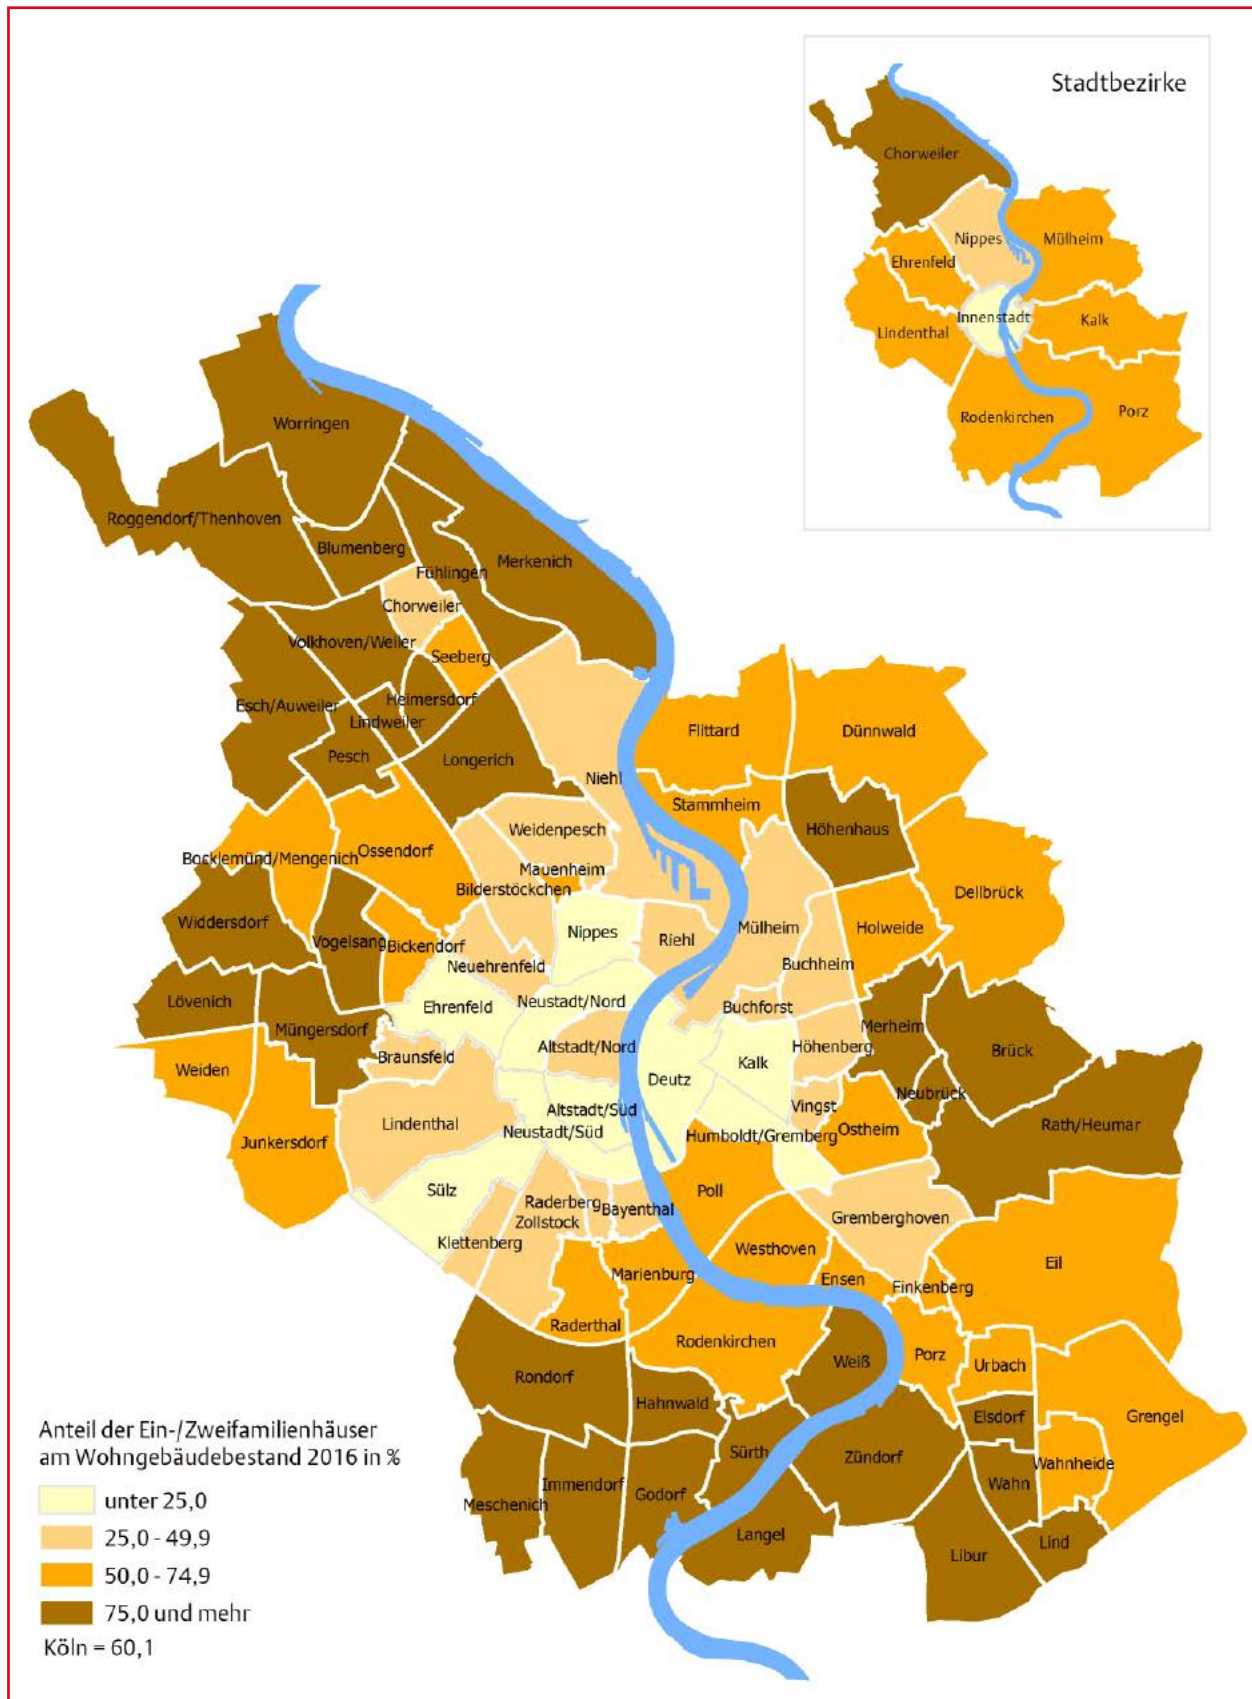 Stadtbezirke
Chorweiler
Nippes
Mülheim
Ehrenfeld
Innenstadt
Kalk
Lindenthal
Rodenkirchen
Porz
Worringen
Roggendorf/Thenhoven
Blumenberg
Merkenich
Fühlingen
Chorweiler
Volkhoven/Weiler
Seeberg
Heimersdorf
Esch/Auweiler
Lindweiler
Pesch
Longerich
Flittard
Dünnwald
Niehl
Stammheim
Höhenhaus
Weidenpesch
Ossendorf
Bocklemünd/Mengenich
Mauenheim
Bilderstöckchen
Dellbrück
Widdersdorf
Mülheim
Holweide
Nippes
Riehl
Vogelsang
Bickendorf
Neuehrenfeld
Buchheim
Lövenich
Ehrenfeld
Neustadt/Nord
Buchforst
Müngersdorf
Merheim
Altstadt/Nord
Höhenberg
Brück
Braunsfeld
Kalk
Weiden
Deutz
Neubrück
Vingst
Altstadt/Süd
Lindenthal
Neustadt/Süd
Rath/Heumar
Ostheim
Humboldt/Gremberg
Junkersdorf
Sülz
Poll
Raderberg
Bayenthal
Zollstock
Gremberghoven
Klettenberg
Westhoven
Eil
Marienburg
Ensen
Finkenberg
Raderthal
Rodenkirchen
Porz
Weiß
Urbach
Rondorf
Hahnwald
Elsdorf
Grengel
Sürth
Zündorf
Wahnheide
Immendorf
Wahn
Godorf
Meschenich
Langel
Lind
Libur
Anteil der Ein-/Zweifamilienhäuser
am Wohngebäudebestand 2016 in %
unter 25,0
25,0 - 49,9
50,0 - 74,9
75,0 und mehr
Köln = 60,1